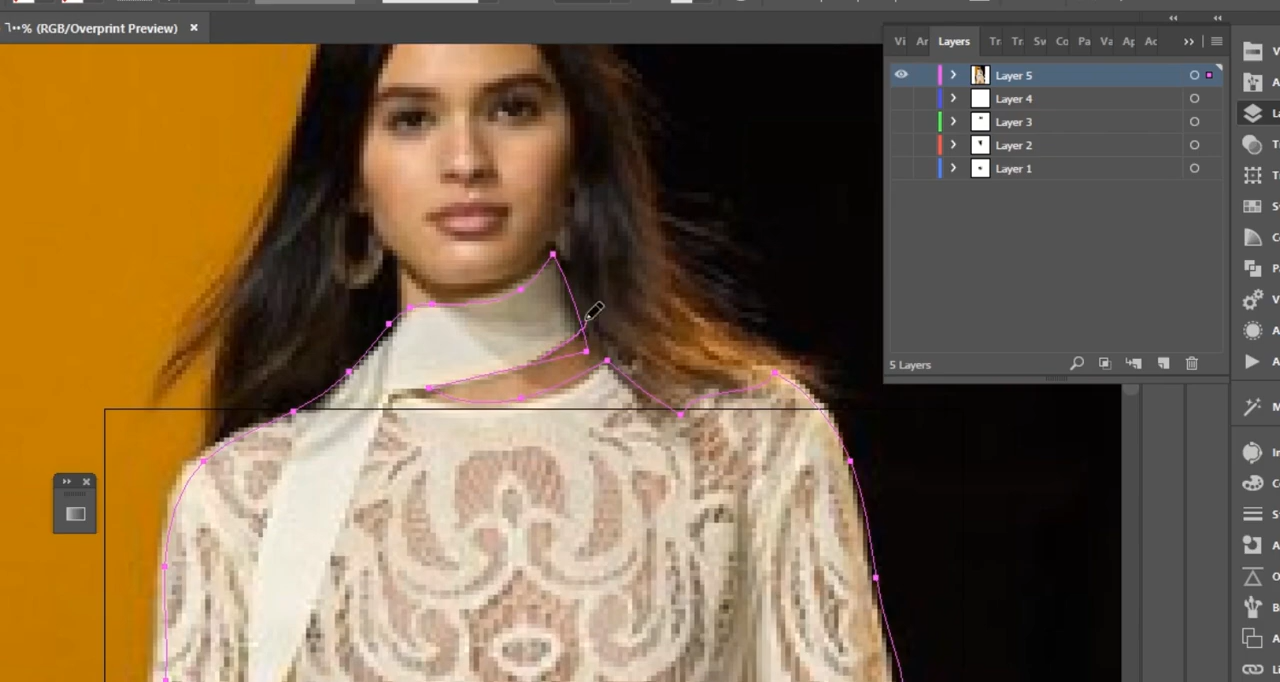 % (RGB/Overprint Preview) ×
Vi Ar Layers Tr Tr Sw Co Pa Va Ap Ac
Layer 5
Layer 4
Layer 3
Layer 2
Layer 1
5 Layers